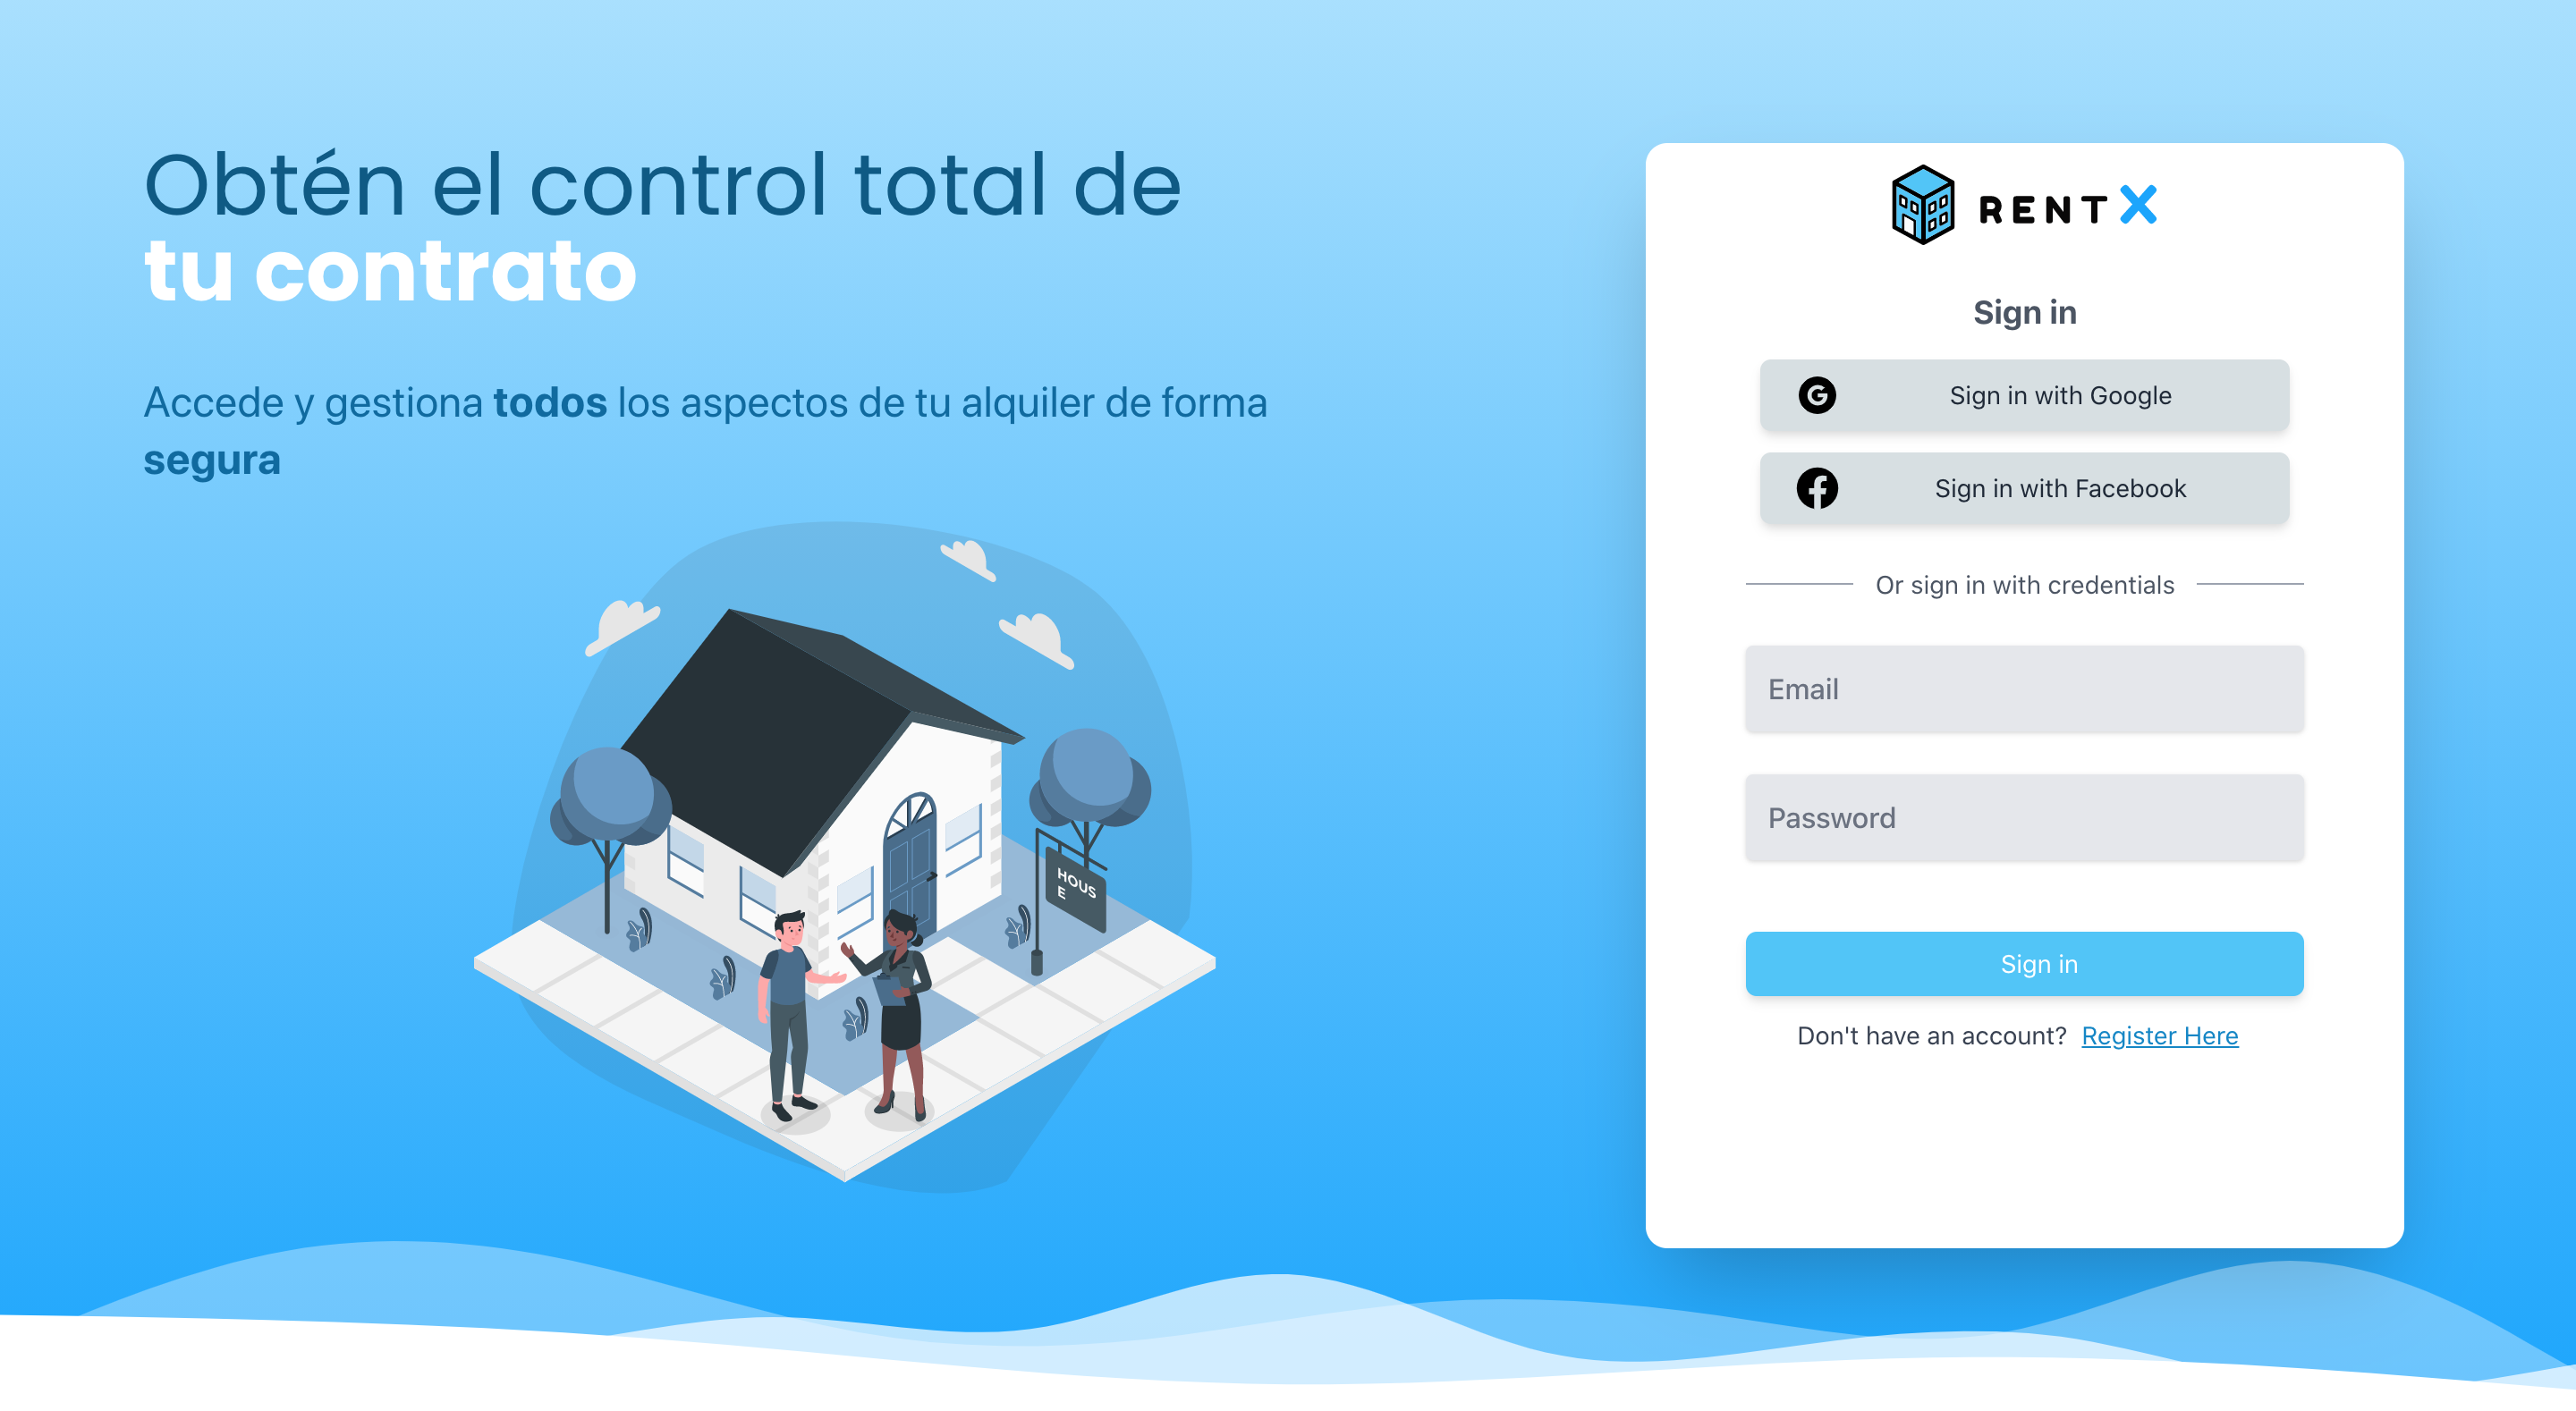 Obtén el control total de
tu contrato
Accede y gestiona todos los aspectos de tu alquiler de forma
segura
HOUS
E
RENT X
Sign in
Sign in with Google
Sign in with Facebook
Or sign in with credentials
Email
Password
Sign in
Don't have an account? Register Here